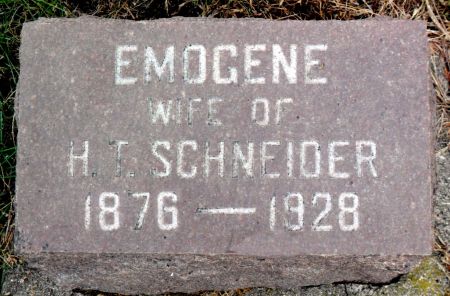 EMOGENE
WIFE OF
H.T. SCHNEIDER
1876 — 1928